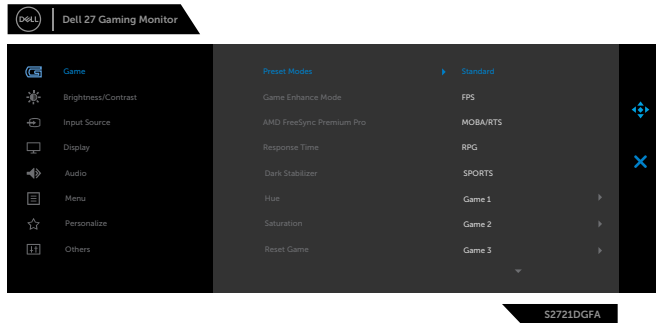 DELL Dell 27 Gaming Monitor
Game Preset Modes Standard
Brightness/Contrast Game Enhance Mode FPS
Input Source AMD FreeSync Premium Pro MOBA/RTS
Display Response Time RPG
Audio Dark Stabilizer SPORTS
Menu Hue Game 1
Personalize Saturation Game 2
Others Reset Game Game 3
S2721DGFA